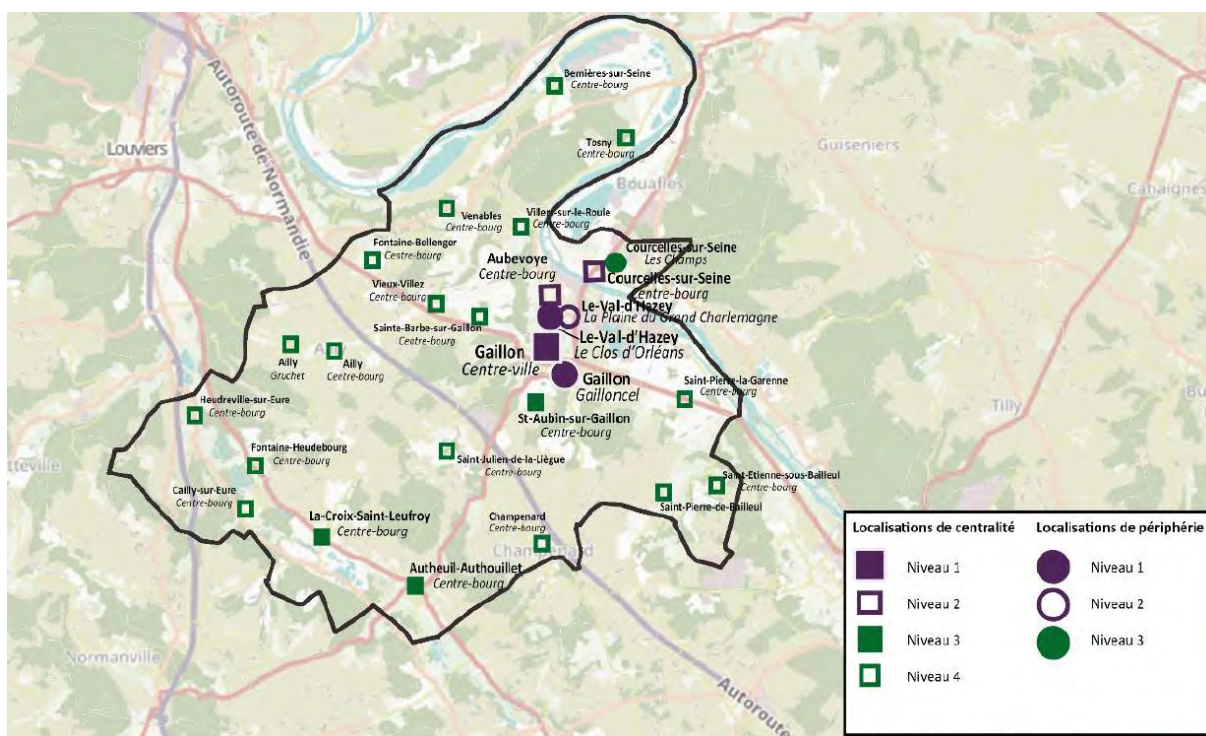 Bernières-sur-Seine
Centre-bourg
Louviers
Autoroute de Normandie
Tosny
Centre-bourg
Guiseniers
Bouafles
Venables
Centre-bourg
Villers-sur-le-Roule
Centre-bourg
Fontaine-Bellenger
Centre-bourg
Aubevoye
Centre-bourg
Courcelles-sur-Seine
Les Champs
Courcelles-sur-Seine
Centre-bourg
Vieux-Villez
Centre-bourg
Le-Val-d'Hazey
La Plaine du Grand Charlemagne
Sainte-Barbe-sur-Gaillon
Centre-bourg
Le-Val-d'Hazey
Le Clos d'Orléans
Ailly
Gruchet
Ailly
Centre-bourg
Gaillon
Centre-ville
Gaillon
Gailloncel
Saint-Pierre-la-Garenne
Centre-bourg
Tilly
Heudreville-sur-Eure
Centre-bourg
St-Aubin-sur-Gaillon
Centre-bourg
Fontaine-Heudebourg
Centre-bourg
Saint-Julien-de-la-Liègue
Centre-bourg
Saint-Etienne-sous-Bailleul
Centre-bourg
Cailly-sur-Eure
Centre-bourg
Saint-Pierre-de-Bailleul
La-Croix-Saint-Leufroy
Centre-bourg
Champenard
Centre-bourg
Champenard
Autheuil-Authouillet
Centre-bourg
Normanville
Autoroute
Localisations de centralité
Niveau 1
Niveau 2
Niveau 3
Niveau 4
Localisations de périphérie
Niveau 1
Niveau 2
Niveau 3